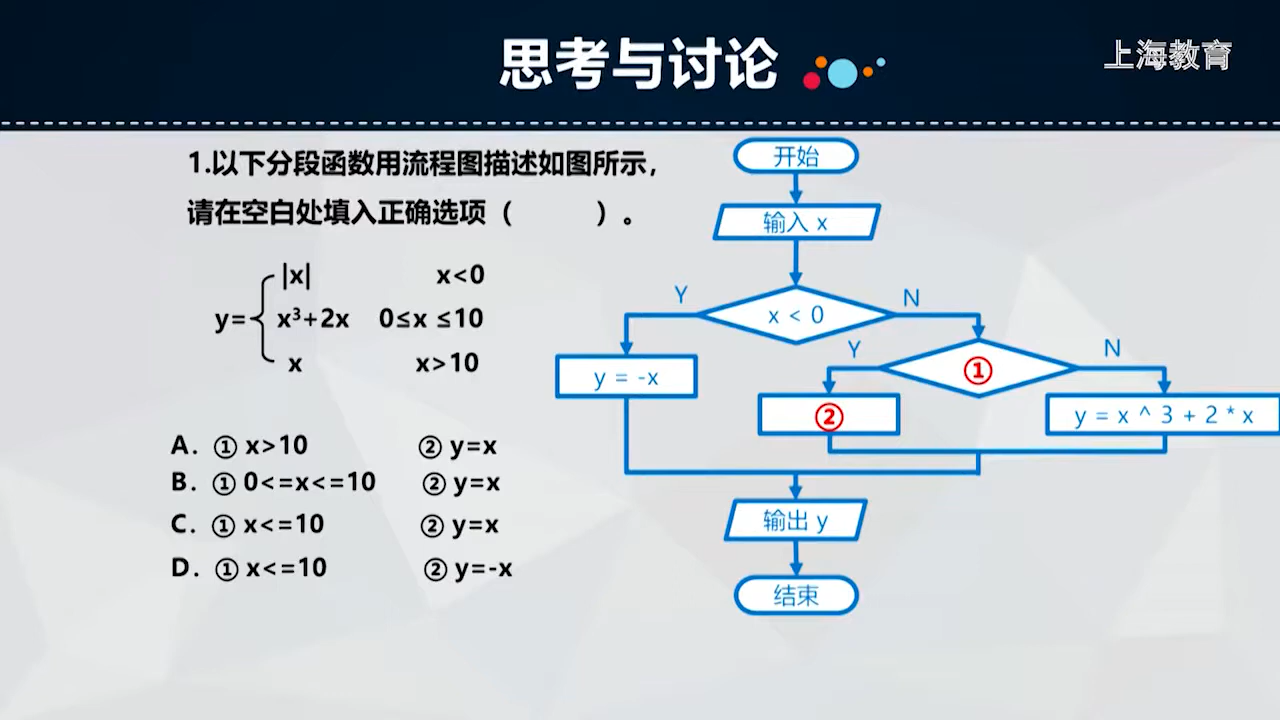 思考与讨论
上海教育
1.以下分段函数用流程图描述如图所示，
请在空白处填入正确选项（　　　）。
|x| x<0
y= x³+2x 0≤x ≤10
x x>10
A. ① x>10 ② y=x
B. ① 0<=x<=10 ② y=x
C. ① x<=10 ② y=x
D. ① x<=10 ② y=-x
开始
输入 x
Y
x < 0
N
Y
①
N
y = -x
②
y = x ^ 3 + 2 * x
输出 y
结束